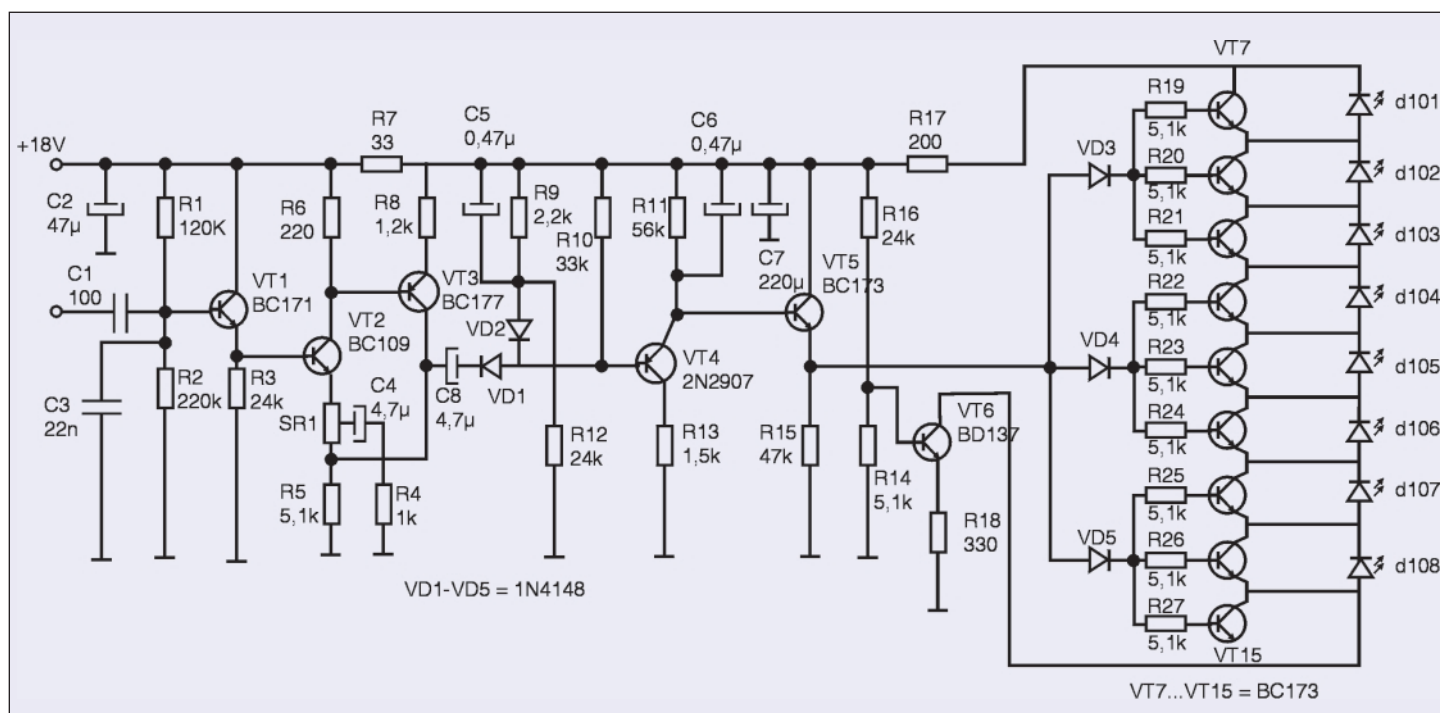 +18V
C2
47µ
R1
120K
C1
100
C3
22n
R2
220k
VT1
BC171
R3
24k
R6
220
R7
33
VT2
BC109
SR1
C4
4,7µ
R5
5,1k
R4
1k
R8
1,2k
VT3
BC177
C8
4,7µ
VD1
VD2
C5
0,47µ
R9
2,2k
R10
33k
R12
24k
R11
56k
C6
0,47µ
C7
220µ
VT4
2N2907
R13
1,5k
VT5
BC173
R15
47k
R16
24k
R14
5,1k
R17
200
VT6
BD137
R18
330
VD3
VD4
VD5
VT7
R19
5,1k
R20
5,1k
R21
5,1k
R22
5,1k
R23
5,1k
R24
5,1k
R25
5,1k
R26
5,1k
R27
5,1k
VT15
d101
d102
d103
d104
d105
d106
d107
d108
VD1-VD5 = 1N4148
VT7...VT15 = BC173